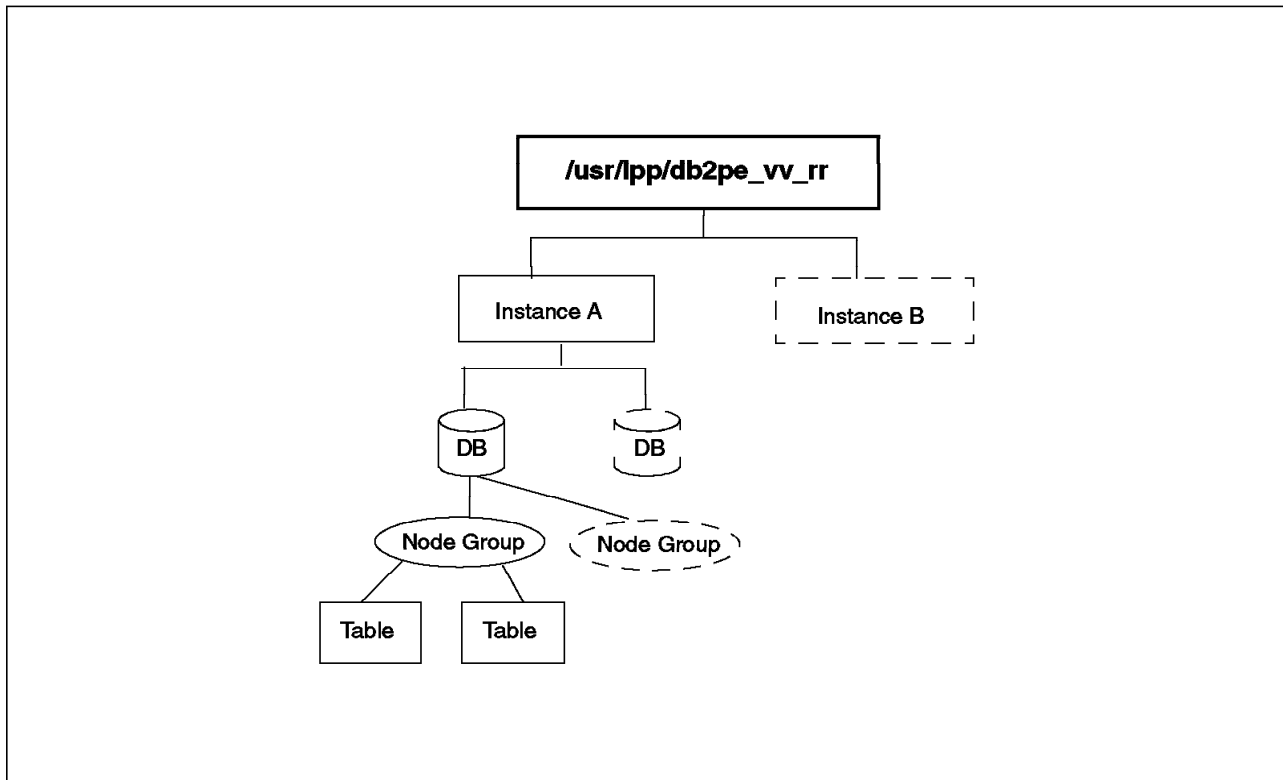 /usr/lpp/db2pe_vv_rr
Instance A
Instance B
DB
DB
Node Group
Node Group
Table
Table